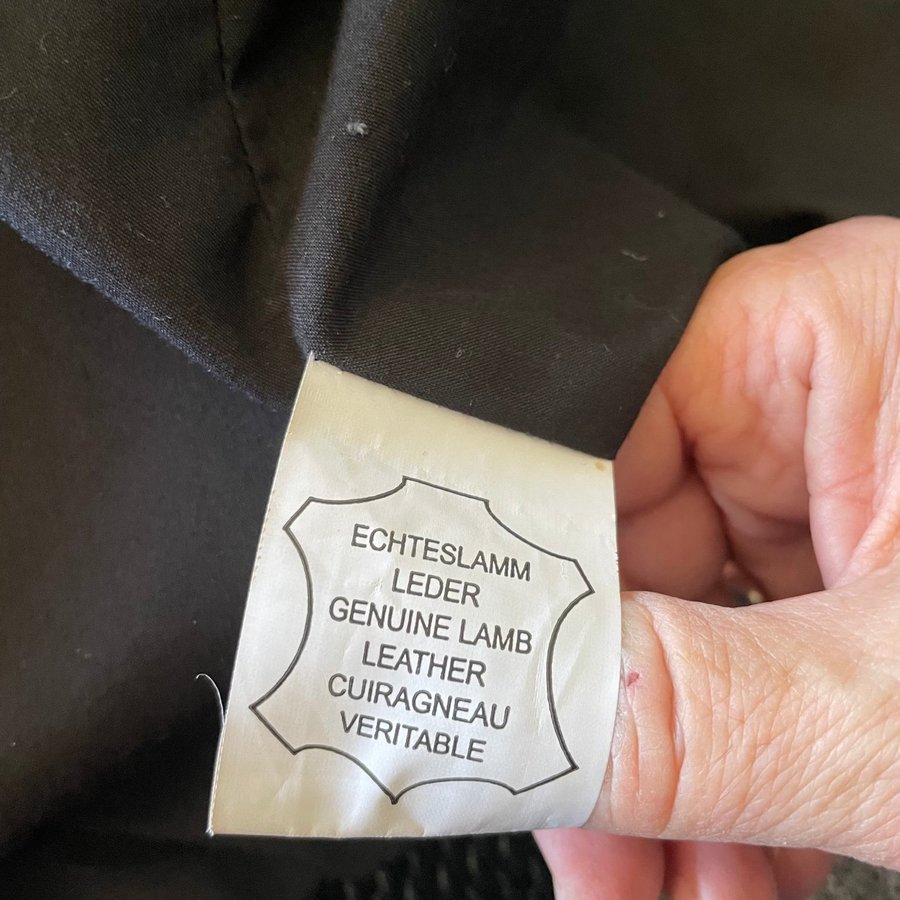 ECHTESLAMM
LEDER
GENUINE LAMB
LEATHER
CUIRAGNEAU
VERITABLE